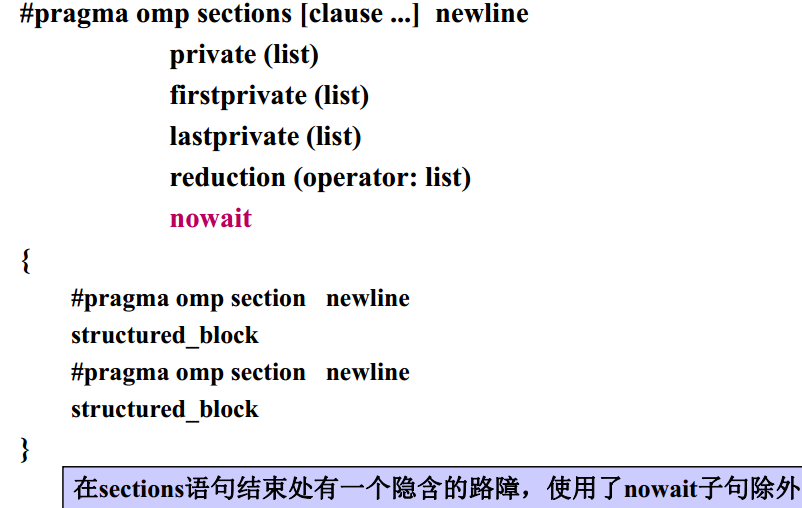 #pragma omp sections [clause ...] newline
private (list)
firstprivate (list)
lastprivate (list)
reduction (operator: list)
nowait
{
#pragma omp section newline
structured_block
#pragma omp section newline
structured_block
}
在sections语句结束处有一个隐含的路障，使用了nowait子句除外